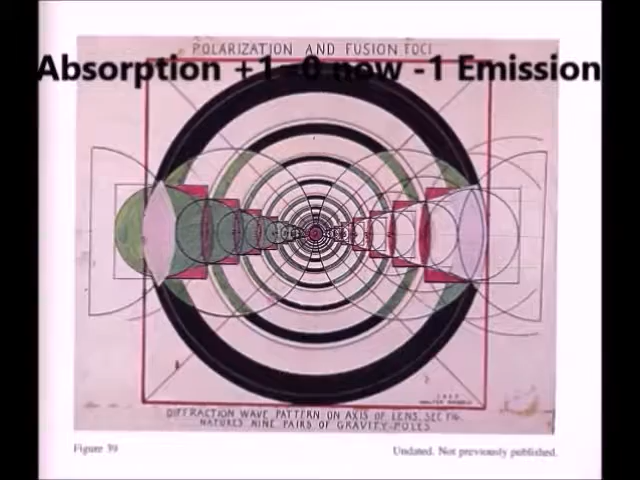 POLARIZATION AND FUSION FOCI
Absorption +1=0 now -1 Emission
DIFFRACTION WAVE PATTERN ON AXIS OF LENS. SEE FIG.
NATURES NINE PAIRS OF GRAVITY-POLES.
Figure 39
Undated. Not previously published.